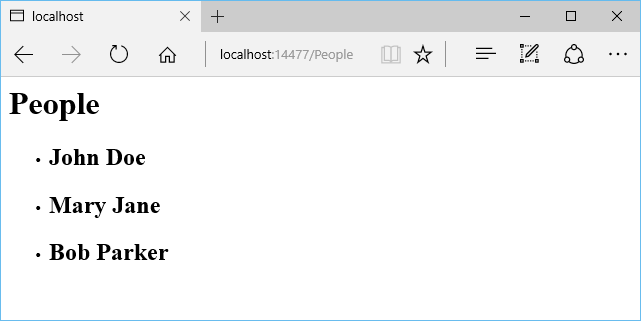 localhost
localhost:14477/People
People
John Doe
Mary Jane
Bob Parker